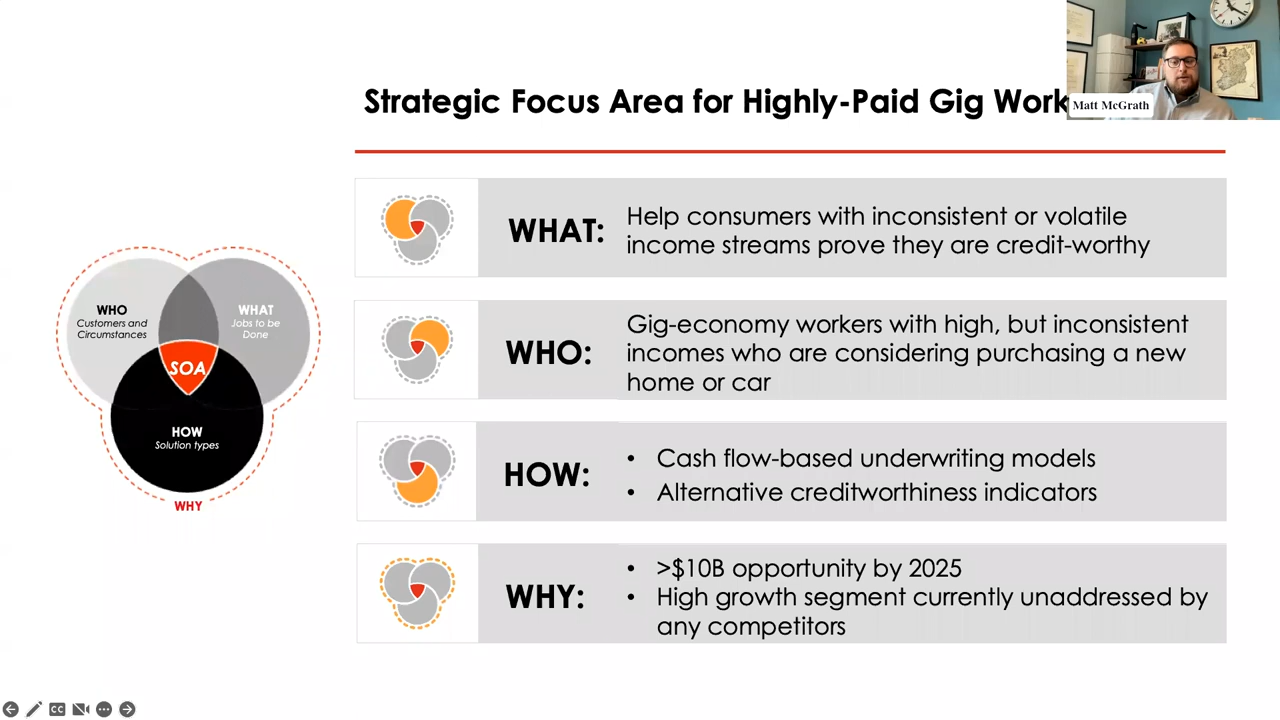 Strategic Focus Area for Highly-Paid Gig
Matt McGrath
WHO
Customers and
Circumstances
WHAT
Jobs to be
Done
SOA
HOW
Solution types
WHY
WHAT:
Help consumers with inconsistent or volatile
income streams prove they are credit-worthy
WHO:
Gig-economy workers with high, but inconsistent
incomes who are considering purchasing a new
home or car
HOW:
• Cash flow-based underwriting models
• Alternative creditworthiness indicators
WHY:
• >$10B opportunity by 2025
• High growth segment currently unaddressed by
any competitors
CC